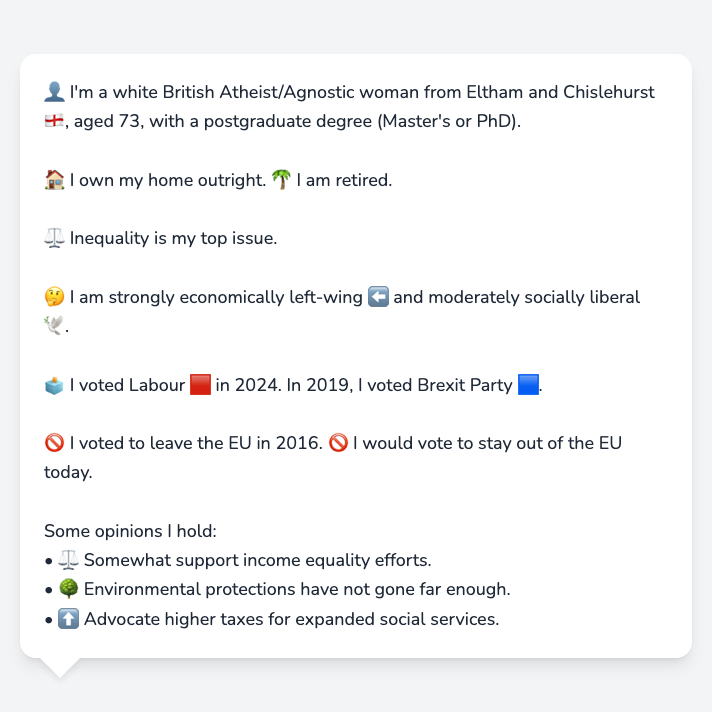 👤 I'm a white British Atheist/Agnostic woman from Eltham and Chislehurst
🏴󠁧󠁢󠁥󠁮󠁧󠁿, aged 73, with a postgraduate degree (Master's or PhD).
🏠 I own my home outright. 🌴 I am retired.
⚖️ Inequality is my top issue.
🤔 I am strongly economically left-wing ⬅️ and moderately socially liberal
🕊️.
🗳️ I voted Labour 🟥 in 2024. In 2019, I voted Brexit Party 🟦.
🚫 I voted to leave the EU in 2016. 🚫 I would vote to stay out of the EU
today.
Some opinions I hold:
• ⚖️ Somewhat support income equality efforts.
• 🌳 Environmental protections have not gone far enough.
• ⬆️ Advocate higher taxes for expanded social services.